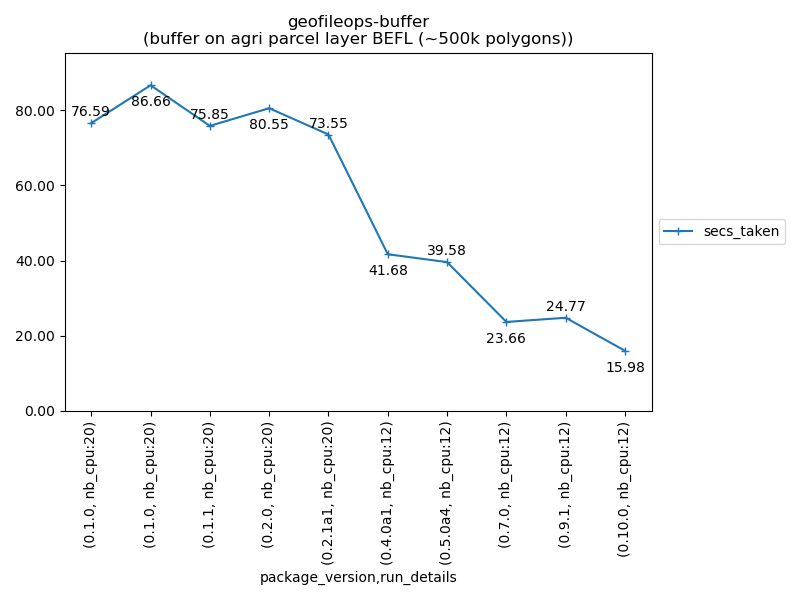 geofileops-buffer
(buffer on agri parcel layer BEFL (~500k polygons))
80.00
60.00
40.00
20.00
0.00
76.59
86.66
75.85
80.55
73.55
41.68
39.58
23.66
24.77
15.98
secs_taken
(0.1.0, nb_cpu:20)
(0.1.0, nb_cpu:20)
(0.1.1, nb_cpu:20)
(0.2.0, nb_cpu:20)
(0.2.1a1, nb_cpu:20)
(0.4.0a1, nb_cpu:12)
(0.5.0a4, nb_cpu:12)
(0.7.0, nb_cpu:12)
(0.9.1, nb_cpu:12)
(0.10.0, nb_cpu:12)
package_version,run_details